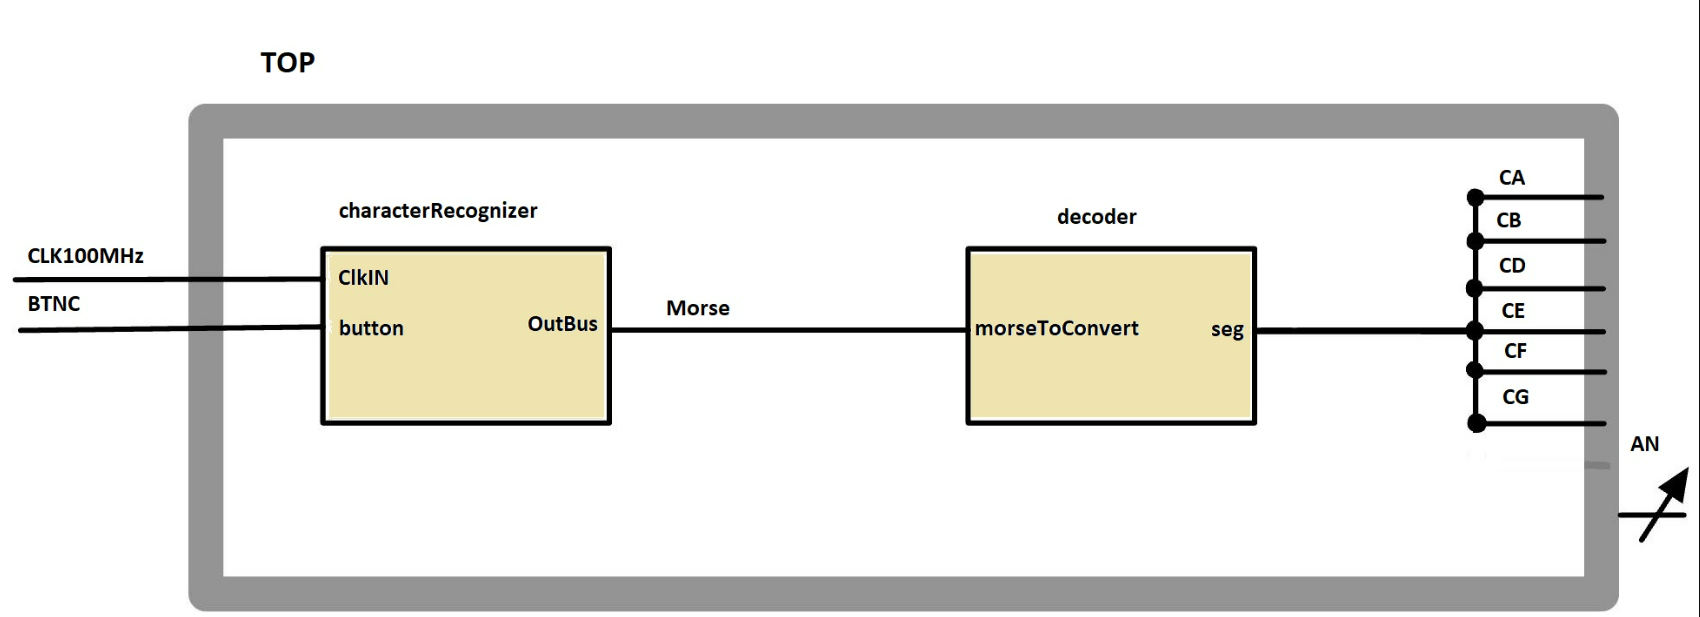 TOP
characterRecognizer
decoder
CLK100MHz
BTNC
ClkIN
button
OutBus
Morse
morseToConvert
seg
CA
CB
CD
CE
CF
CG
AN